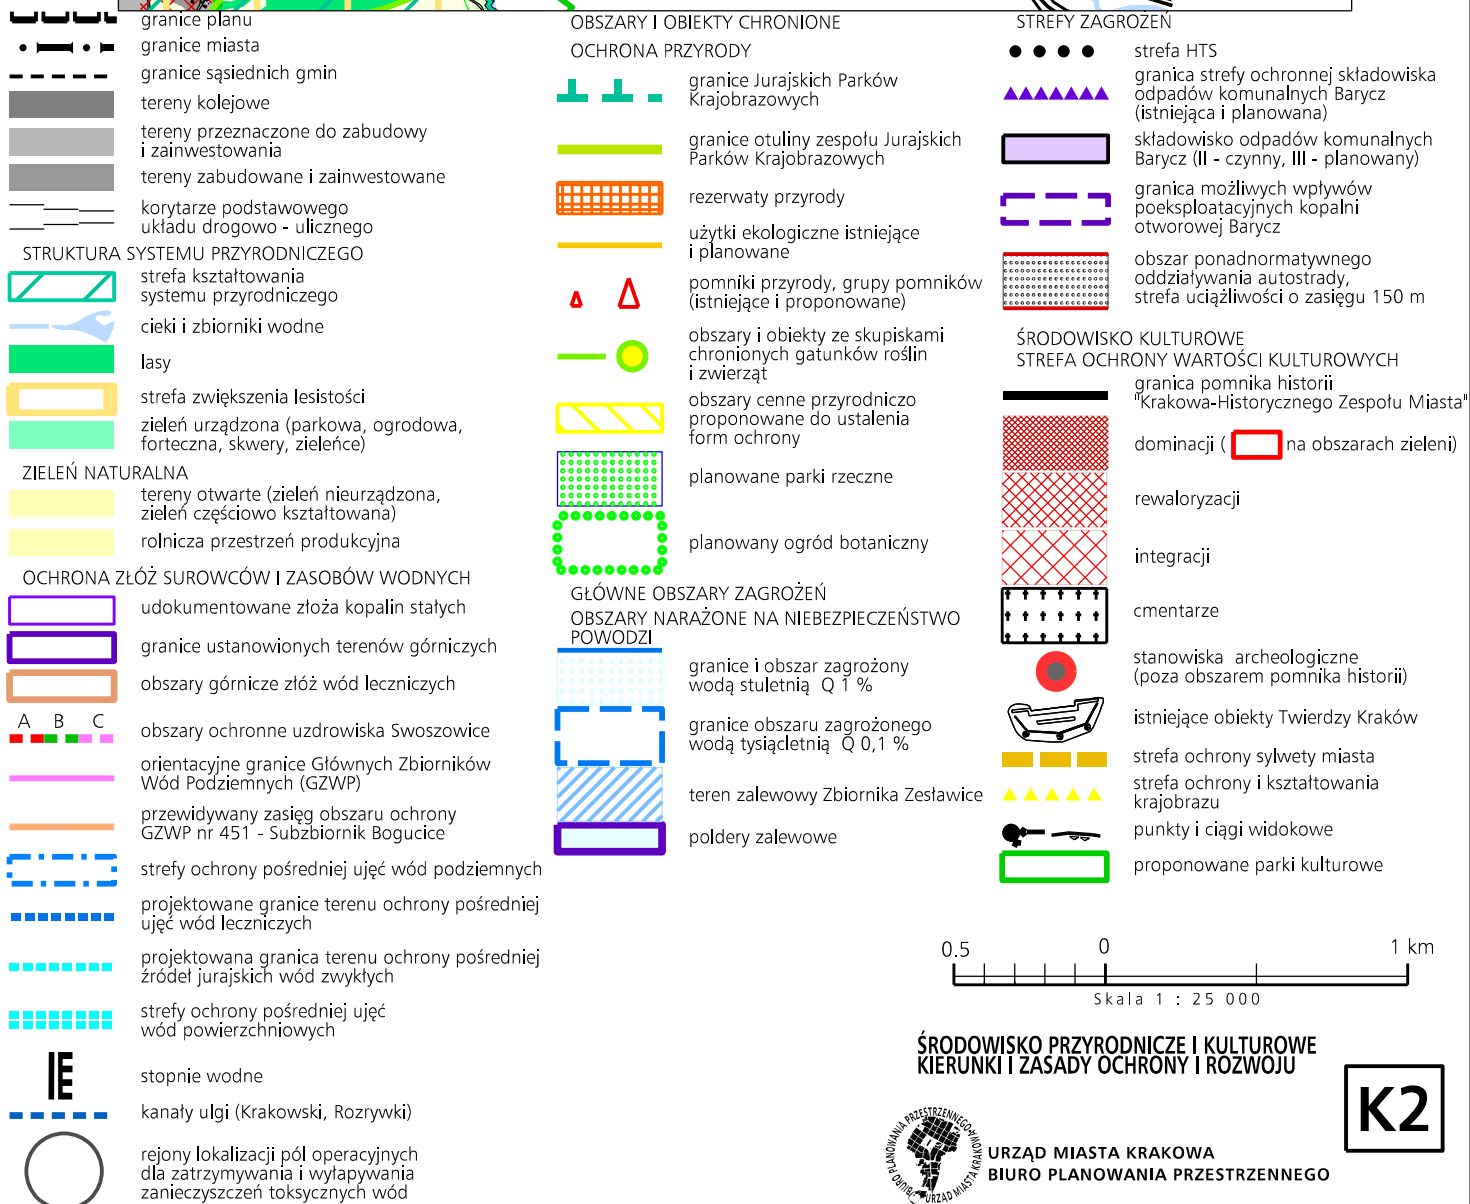 granice planu
granice miasta
granice sąsiednich gmin
tereny kolejowe
tereny przeznaczone do zabudowy
i zainwestowania
tereny zabudowane i zainwestowane
korytarze podstawowego
układu drogowo - ulicznego
STRUKTURA SYSTEMU PRZYRODNICZEGO
strefa kształtowania
systemu przyrodniczego
cieki i zbiorniki wodne
lasy
strefa zwiększenia lesistości
zieleń urządzona (parkowa, ogrodowa,
forteczna, skwery, zieleńce)
ZIELEŃ NATURALNA
tereny otwarte (zieleń nieurządzona,
zieleń częściowo kształtowana)
rolnicza przestrzeń produkcyjna
OCHRONA ZŁÓŻ SUROWCÓW I ZASOBÓW WODNYCH
udokumentowane złoża kopalin stałych
granice ustanowionych terenów górniczych
obszary górnicze złóż wód leczniczych
A B C
obszary ochronne uzdrowiska Swoszowice
orientacyjne granice Głównych Zbiorników
Wód Podziemnych (GZWP)
przewidywany zasięg obszaru ochrony
GZWP nr 451 - Subzbiornik Bogucice
strefy ochrony pośredniej ujęć wód podziemnych
projektowane granice terenu ochrony pośredniej
ujęć wód leczniczych
projektowana granica terenu ochrony pośredniej
źródeł jurajskich wód zwykłych
strefy ochrony pośredniej ujęć
wód powierzchniowych
stopnie wodne
kanały ulgi (Krakowski, Rozrywki)
rejony lokalizacji pól operacyjnych
dla zatrzymywania i wyłapywania
zanieczyszczeń toksycznych wód
OBSZARY I OBIEKTY CHRONIONE
OCHRONA PRZYRODY
granice Jurajskich Parków
Krajobrazowych
granice otuliny zespołu Jurajskich
Parków Krajobrazowych
rezerwaty przyrody
użytki ekologiczne istniejące
i planowane
pomniki przyrody, grupy pomników
(istniejące i proponowane)
obszary i obiekty ze skupiskami
chronionych gatunków roślin
i zwierząt
obszary cenne przyrodniczo
proponowane do ustalenia
form ochrony
planowane parki rzeczne
planowany ogród botaniczny
GŁÓWNE OBSZARY ZAGROŻEŃ
OBSZARY NARAŻONE NA NIEBEZPIECZEŃSTWO
POWODZI
granice i obszar zagrożony
wodą stuletnią Q 1 %
granice obszaru zagrożonego
wodą tysiącletnią Q 0,1 %
teren zalewowy Zbiornika Zesławice
poldery zalewowe
STREFY ZAGROŻEŃ
strefa HTS
granica strefy ochronnej składowiska
odpadów komunalnych Barycz
(istniejąca i planowana)
składowisko odpadów komunalnych
Barycz (II - czynny, III - planowany)
granica możliwych wpływów
poeksploatacyjnych kopalni
otworowej Barycz
obszar ponadnormatywnego
oddziaływania autostrady,
strefa uciążliwości o zasięgu 150 m
ŚRODOWISKO KULTUROWE
STREFA OCHRONY WARTOŚCI KULTUROWYCH
granica pomnika historii
"Krakowa-Historycznego Zespołu Miasta"
dominacji ( na obszarach zieleni)
rewaloryzacji
integracji
cmentarze
stanowiska archeologiczne
(poza obszarem pomnika historii)
istniejące obiekty Twierdzy Kraków
strefa ochrony sylwety miasta
strefa ochrony i kształtowania
krajobrazu
punkty i ciągi widokowe
proponowane parki kulturowe
0.5 0 1 km
Skala 1 : 25 000
ŚRODOWISKO PRZYRODNICZE I KULTUROWE
KIERUNKI I ZASADY OCHRONY I ROZWOJU
K2
BIURO PLANOWANIA PRZESTRZENNEGO
URZĄD MIASTA KRAKOWA
URZĄD MIASTA KRAKOWA
BIURO PLANOWANIA PRZESTRZENNEGO